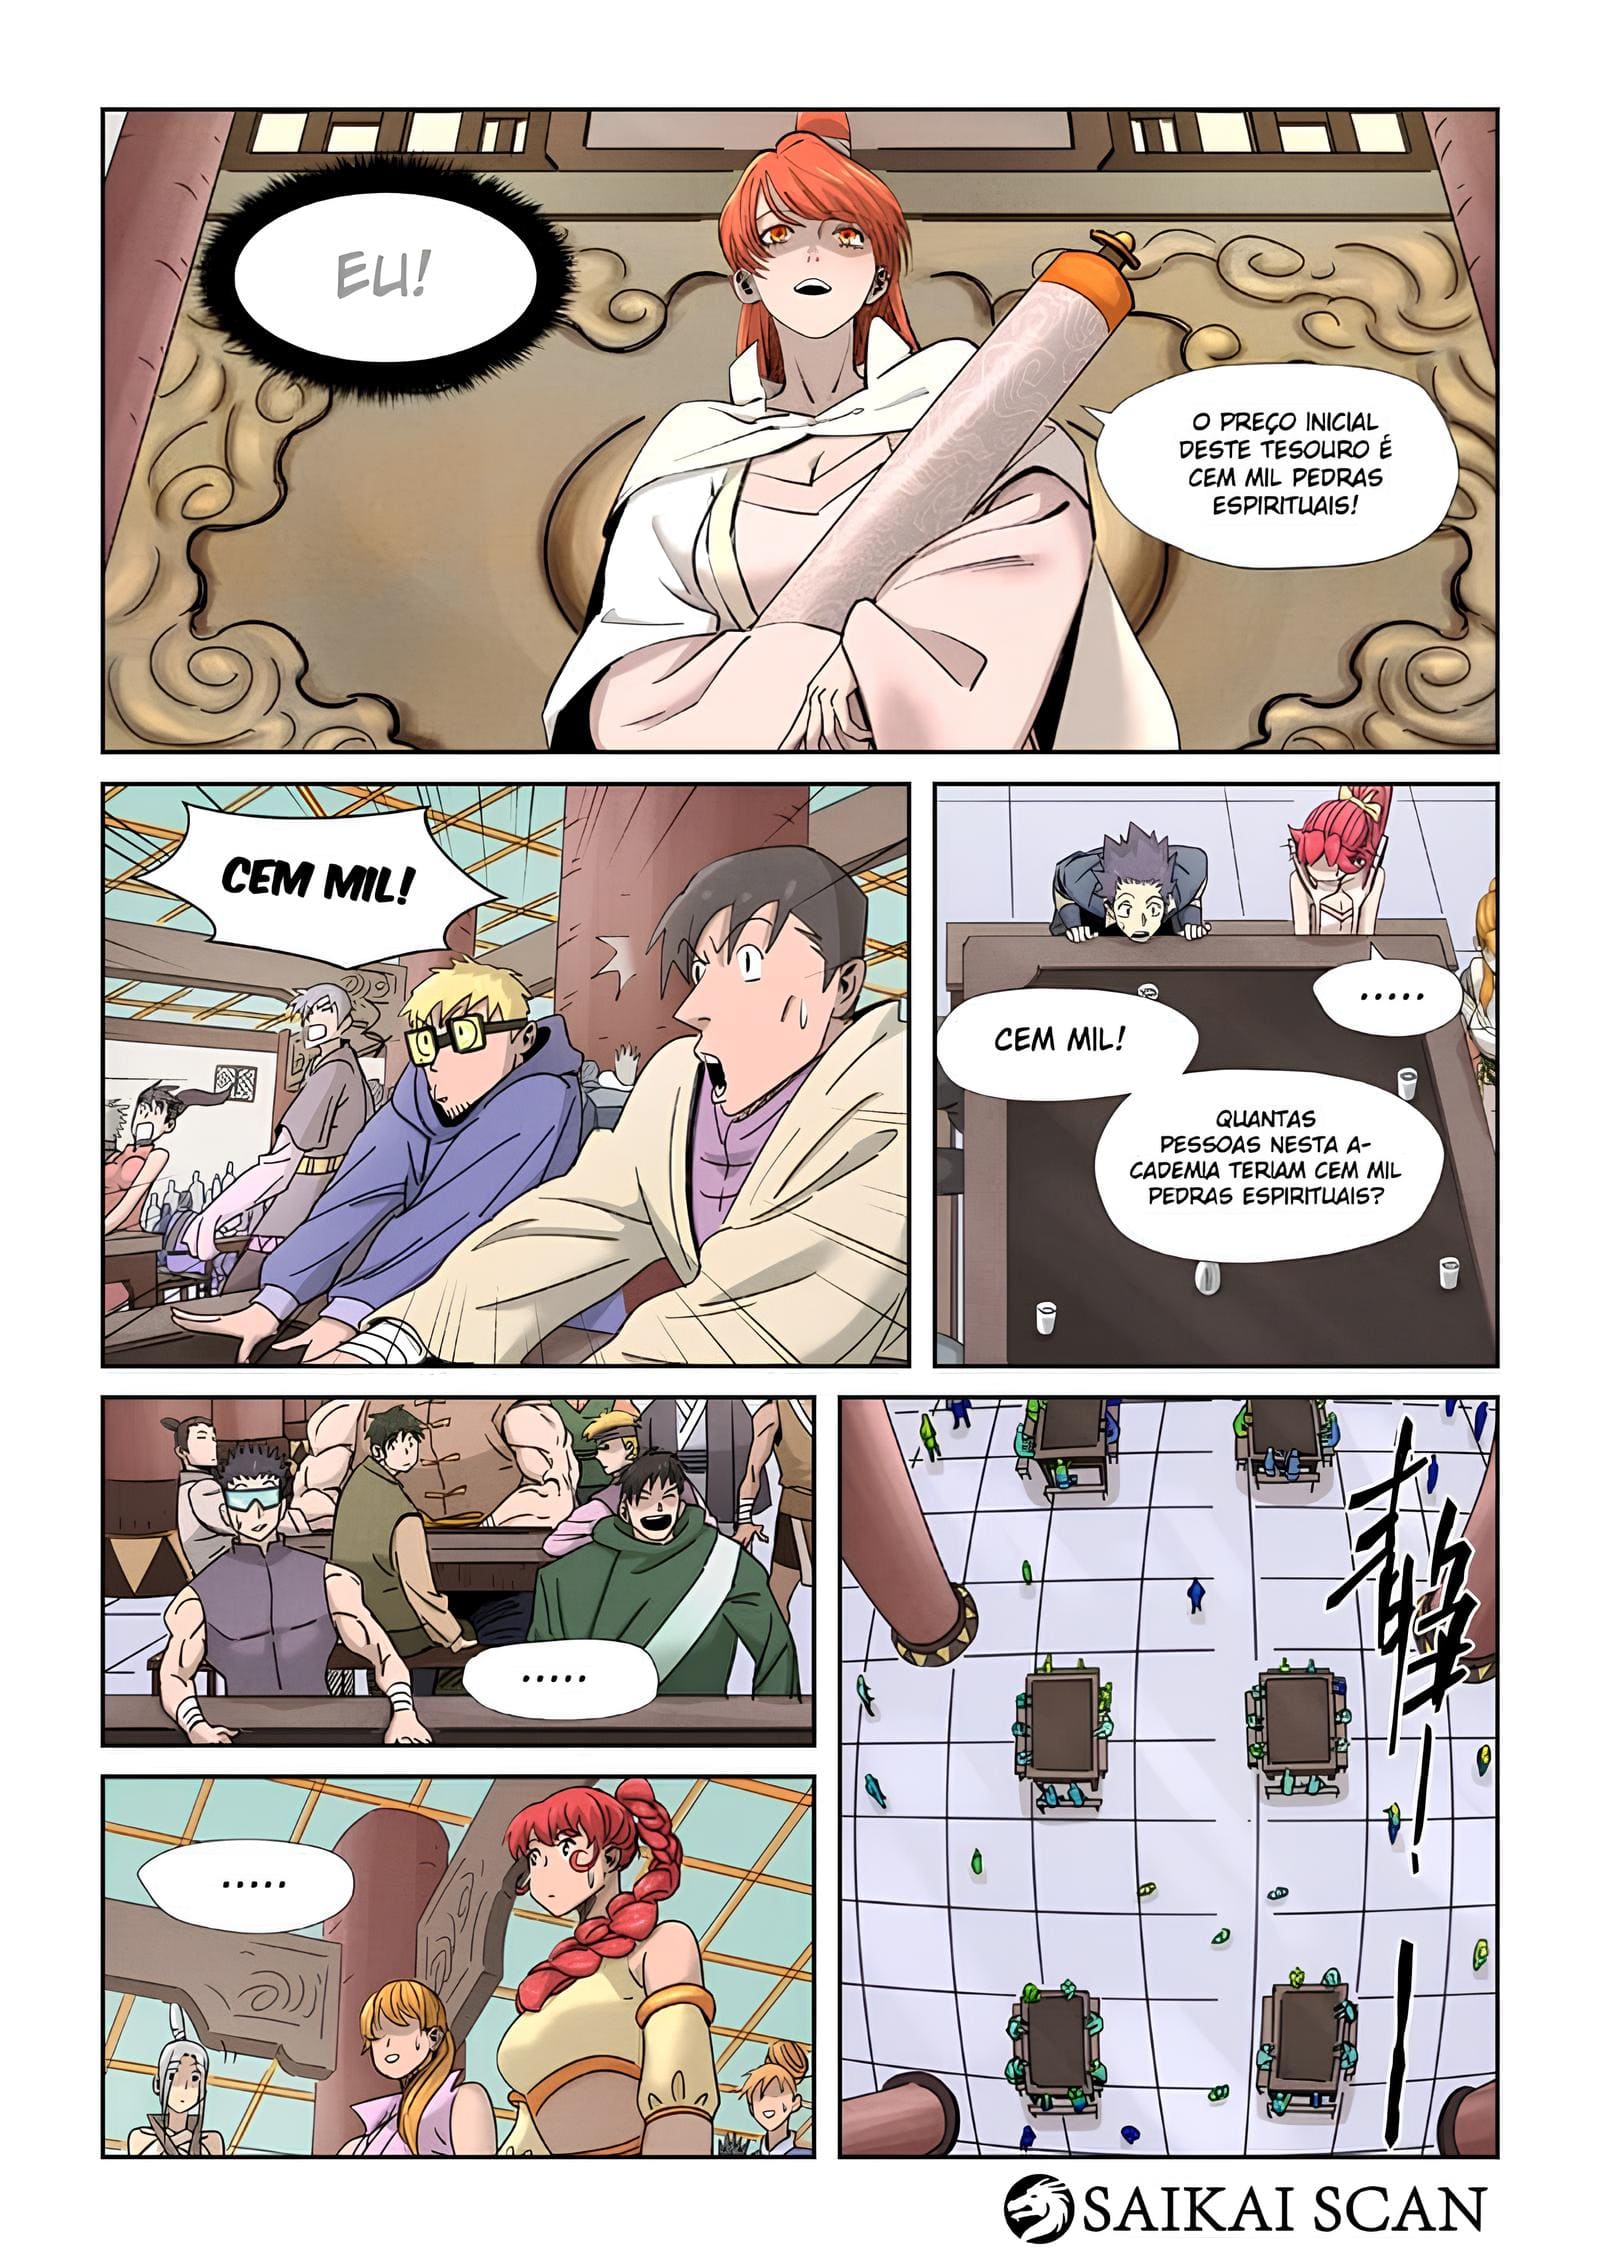 EU!
O PREÇO INICIAL
DESTE TESOURO É
CEM MIL PEDRAS
ESPIRITUAIS!
CEM MIL!
.....
CEM MIL!
QUANTAS
PESSOAS NESTA A-
CADEMIA TERIAM CEM MIL
PEDRAS ESPIRITUAIS?
.....
静
.....
SAIKAI SCAN